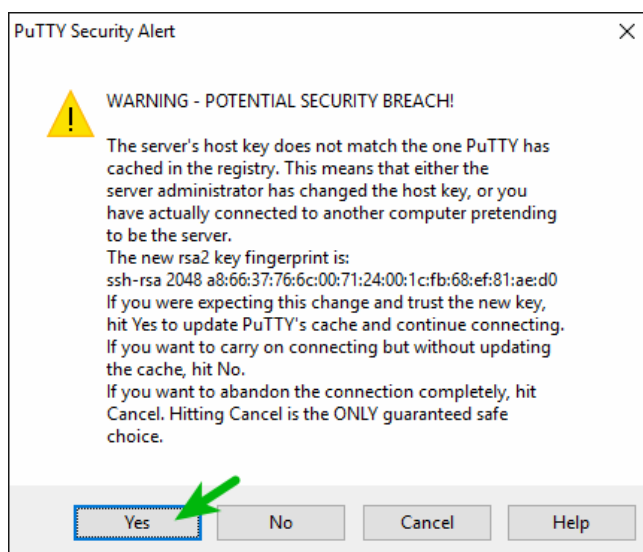 PuTTY Security Alert
WARNING - POTENTIAL SECURITY BREACH!
The server's host key does not match the one PuTTY has
cached in the registry. This means that either the
server administrator has changed the host key, or you
have actually connected to another computer pretending
to be the server.
The new rsa2 key fingerprint is:
ssh-rsa 2048 a8:66:37:76:6c:00:71:24:00:1c:fb:68:ef:81:ae:d0
If you were expecting this change and trust the new key,
hit Yes to update PuTTY's cache and continue connecting.
If you want to carry on connecting but without updating
the cache, hit No.
If you want to abandon the connection completely, hit
Cancel. Hitting Cancel is the ONLY guaranteed safe
choice.
Yes No Cancel Help